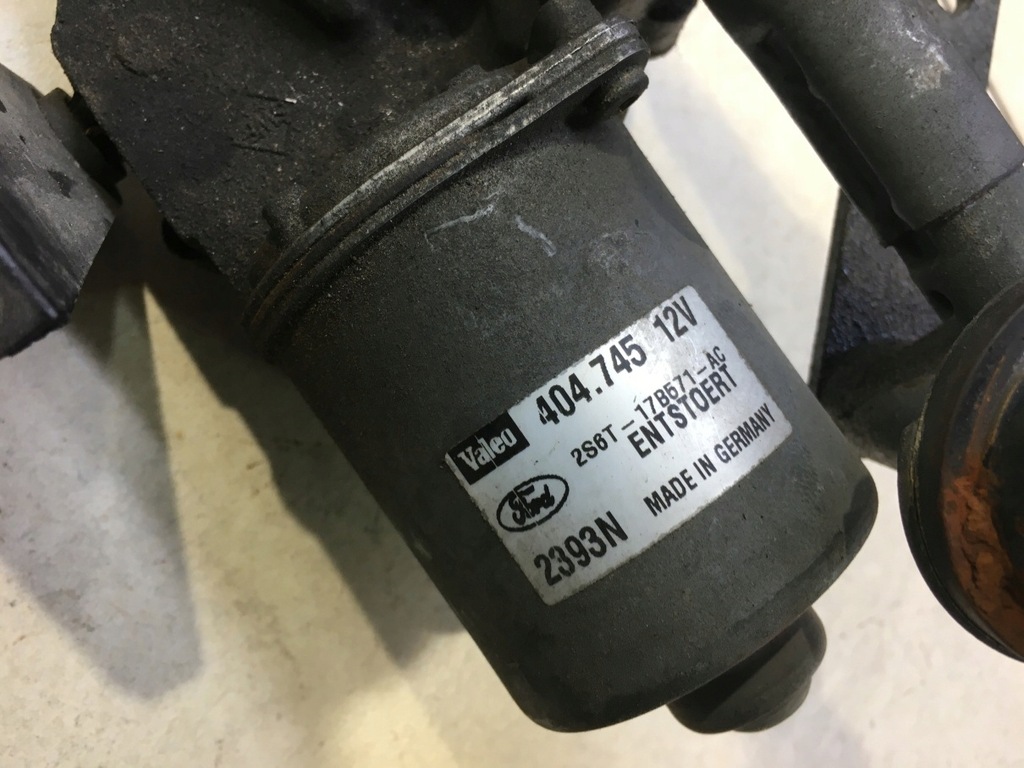 Valeo 404.745 12V
2S6T-17B571-AC
Ford ENTSTOERT
2393N MADE IN GERMANY